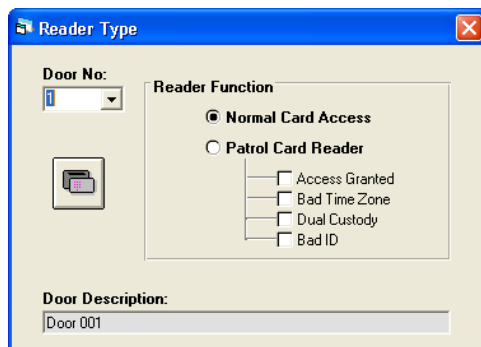 Reader Type
Door No:
1
Reader Function
Normal Card Access
Patrol Card Reader
Access Granted
Bad Time Zone
Dual Custody
Bad ID
Door Description:
Door 001